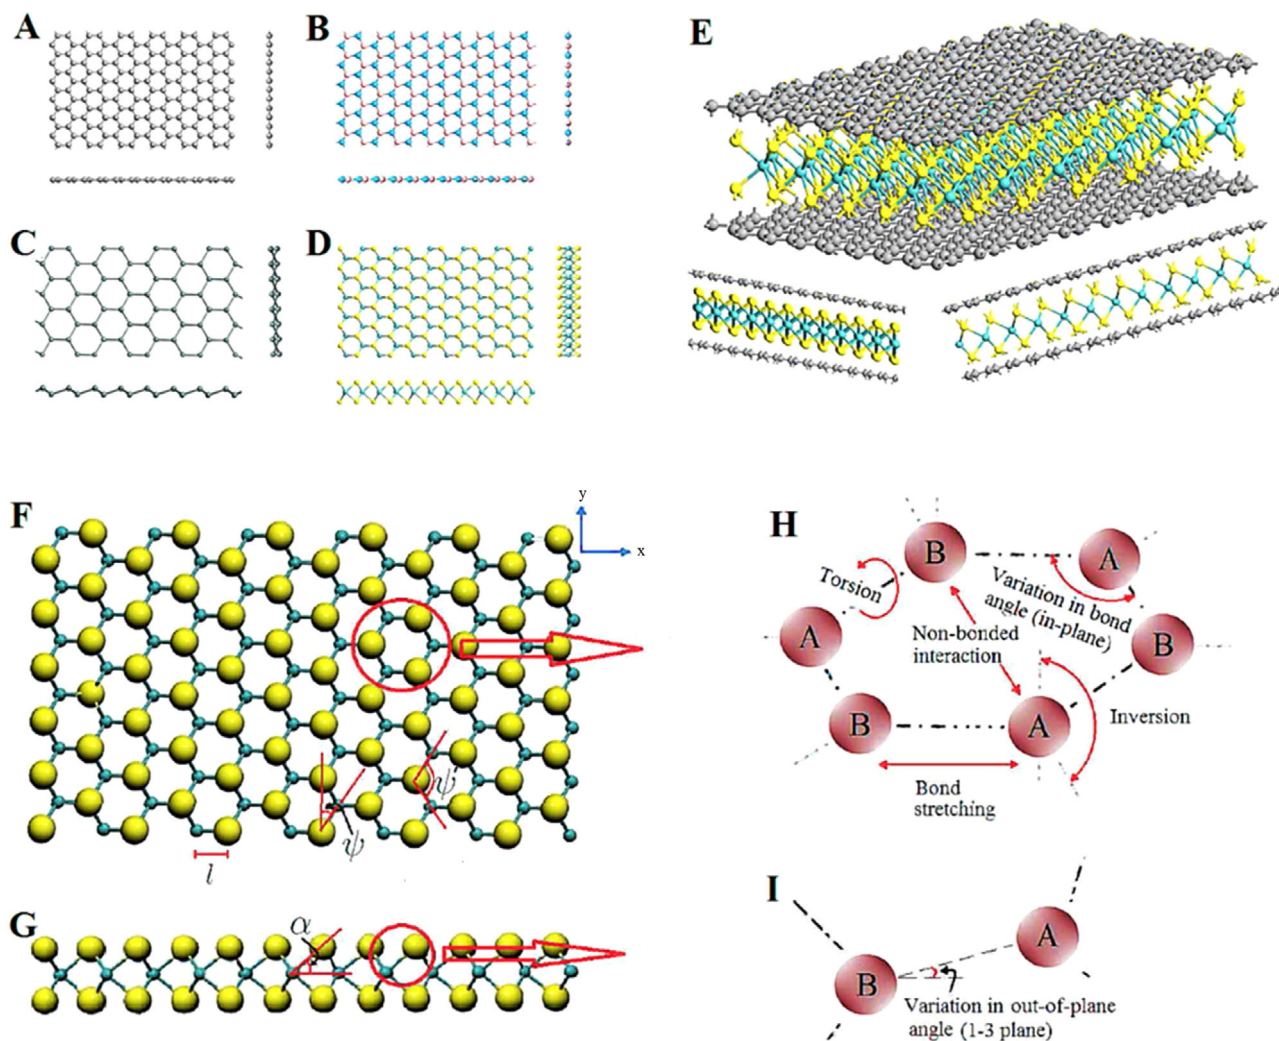 A
B
E
C
D
F
y
x
ψ
ψ
l
G
α
H
B
A
Torsion
Variation in bond
angle (in-plane)
Non-bonded
interaction
A
B
B
A
Inversion
Bond
stretching
I
A
B
Variation in out-of-plane
angle (1-3 plane)